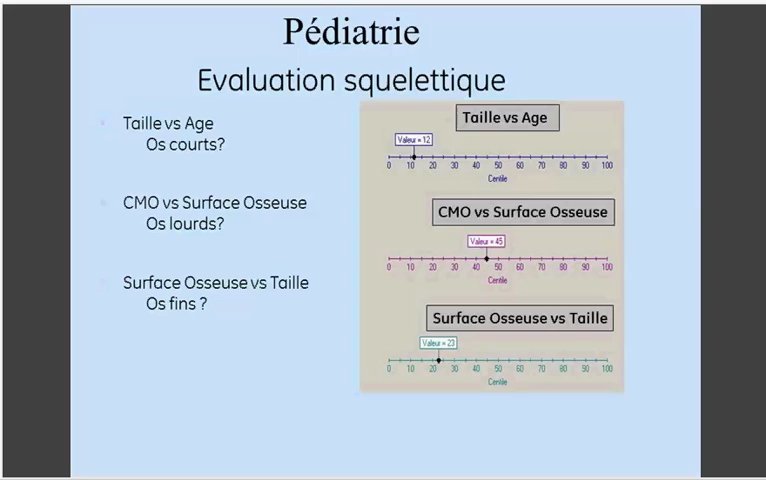 Pédiatrie
Evaluation squelettique
Taille vs Age
Os courts?
CMO vs Surface Osseuse
Os lourds?
Surface Osseuse vs Taille
Os fins ?
Taille vs Age
Valeur = 12
0 10 20 30 40 50 60 70 80 90 100
Centile
CMO vs Surface Osseuse
Valeur = 45
0 10 20 30 40 50 60 70 80 90 100
Centile
Surface Osseuse vs Taille
Valeur = 23
0 10 20 30 40 50 60 70 80 90 100
Centile